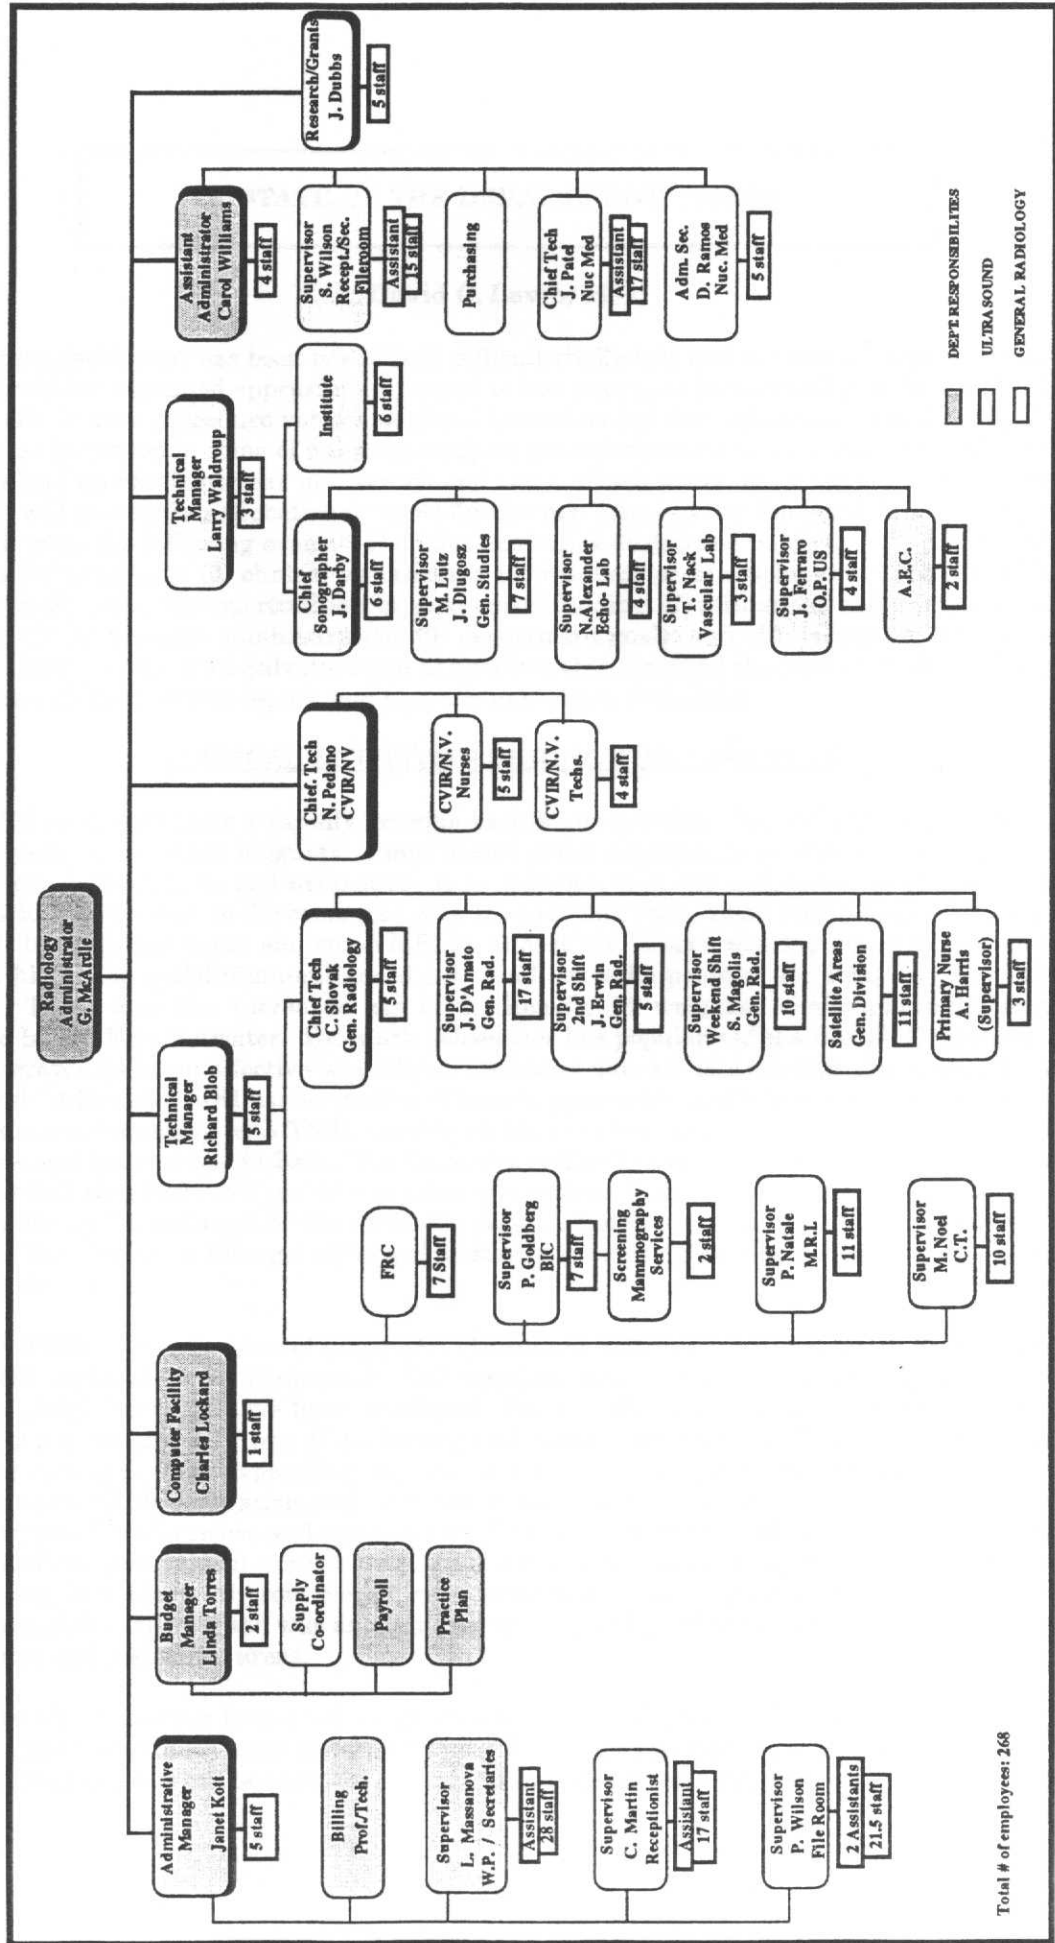 Radiology
Administrator
G. McArdle
Administrative
Manager
Janet Kott
5 staff
Billing
Prof./Tech.
Supervisor
L. Massanova
W.P. / Secretaries
Assistant
28 staff
Supervisor
C. Martin
Receptionist
Assistant
17 staff
Supervisor
P. Wilson
File Room
2 Assistants
21.5 staff
Budget
Manager
Linda Torres
2 staff
Supply
Co-ordinator
Payroll
Practice
Plan
Computer Facility
Charles Lockard
1 staff
Technical
Manager
Richard Blob
5 staff
FRC
7 Staff
Supervisor
P. Goldberg
BIC
7 staff
Screening
Mammography
Services
2 staff
Supervisor
P. Natale
M.R.I.
11 staff
Supervisor
M. Noel
C.T.
10 staff
Chief Tech
C. Slovak
Gen. Radiology
5 staff
Supervisor
J. D'Amato
Gen. Rad.
17 staff
Supervisor
2nd Shift
J. Erwin
Gen. Rad.
5 staff
Supervisor
Weekend Shift
S. Magolis
Gen. Rad.
10 staff
Satellite Areas
Gen. Division
11 staff
Primary Nurse
A. Harris
(Supervisor)
3 staff
Chief. Tech
N. Pedano
CVIR/NV
CVIR/N.V.
Nurses
5 staff
CVIR/N.V.
Techs.
4 staff
Technical
Manager
Larry Waldroup
3 staff
Chief
Sonographer
J. Darby
6 staff
Supervisor
M. Lutz
J. Dlugosz
Gen. Studies
7 staff
Supervisor
N.Alexander
Echo- Lab
4 staff
Supervisor
T. Nack
Vascular Lab
3 staff
Supervisor
J. Ferraro
O.P. US
4 staff
A.E.C.
2 staff
Institute
6 staff
Assistant
Administrator
Carol Williams
4 staff
Supervisor
S. Wilson
Recept./Sec.
Fileroom
Assistant
15 staff
Purchasing
Chief Tech
J. Patel
Nuc Med
Assistant
17 staff
Adm. Sec.
D. Ramos
Nuc. Med
5 staff
Research/Grants
J. Dubbs
5 staff
DEPT. RESPONSIBILITES
ULTRASOUND
GENERAL RADIOLOGY
Total # of employees: 268